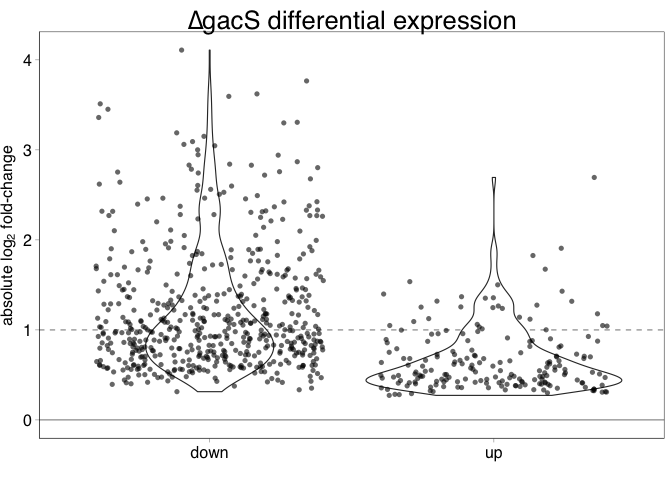 ΔgacS differential expression
absolute log₂ fold-change
4
3
2
1
0
down
up